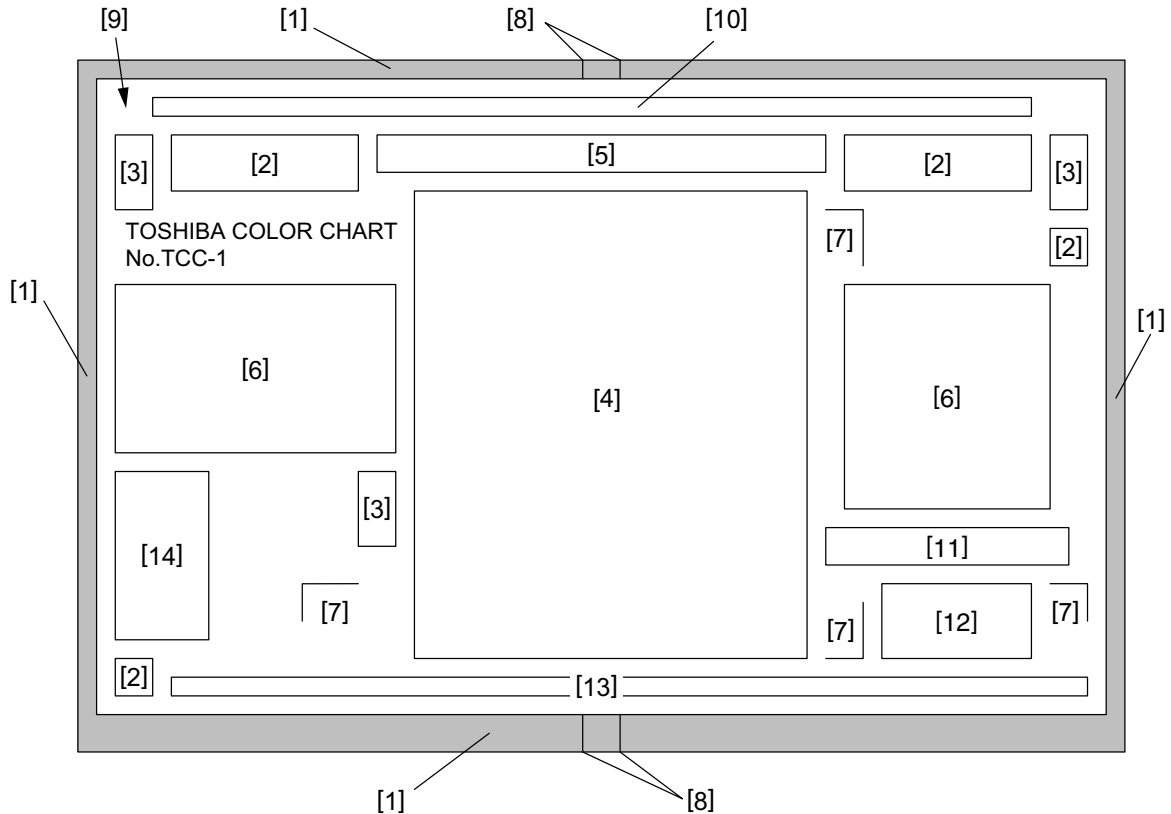 [9] [1] [8] [10]
[3] [2] [5] [2] [3]
TOSHIBA COLOR CHART
No.TCC-1
[7] [2]
[1] [1]
[6] [4] [6]
[3]
[14] [11]
[7] [7] [12] [7]
[2] [13]
[1] [8]